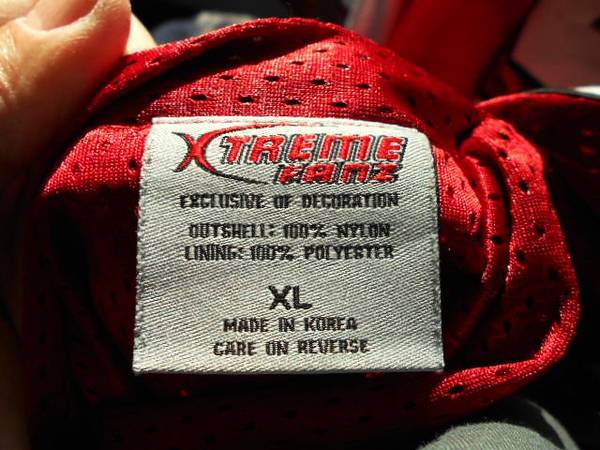 XTREME
FANZ
EXCLUSIVE OF DECORATION
OUTSHELL: 100% NYLON
LINING: 100% POLYESTER
XL
MADE IN KOREA
CARE ON REVERSE